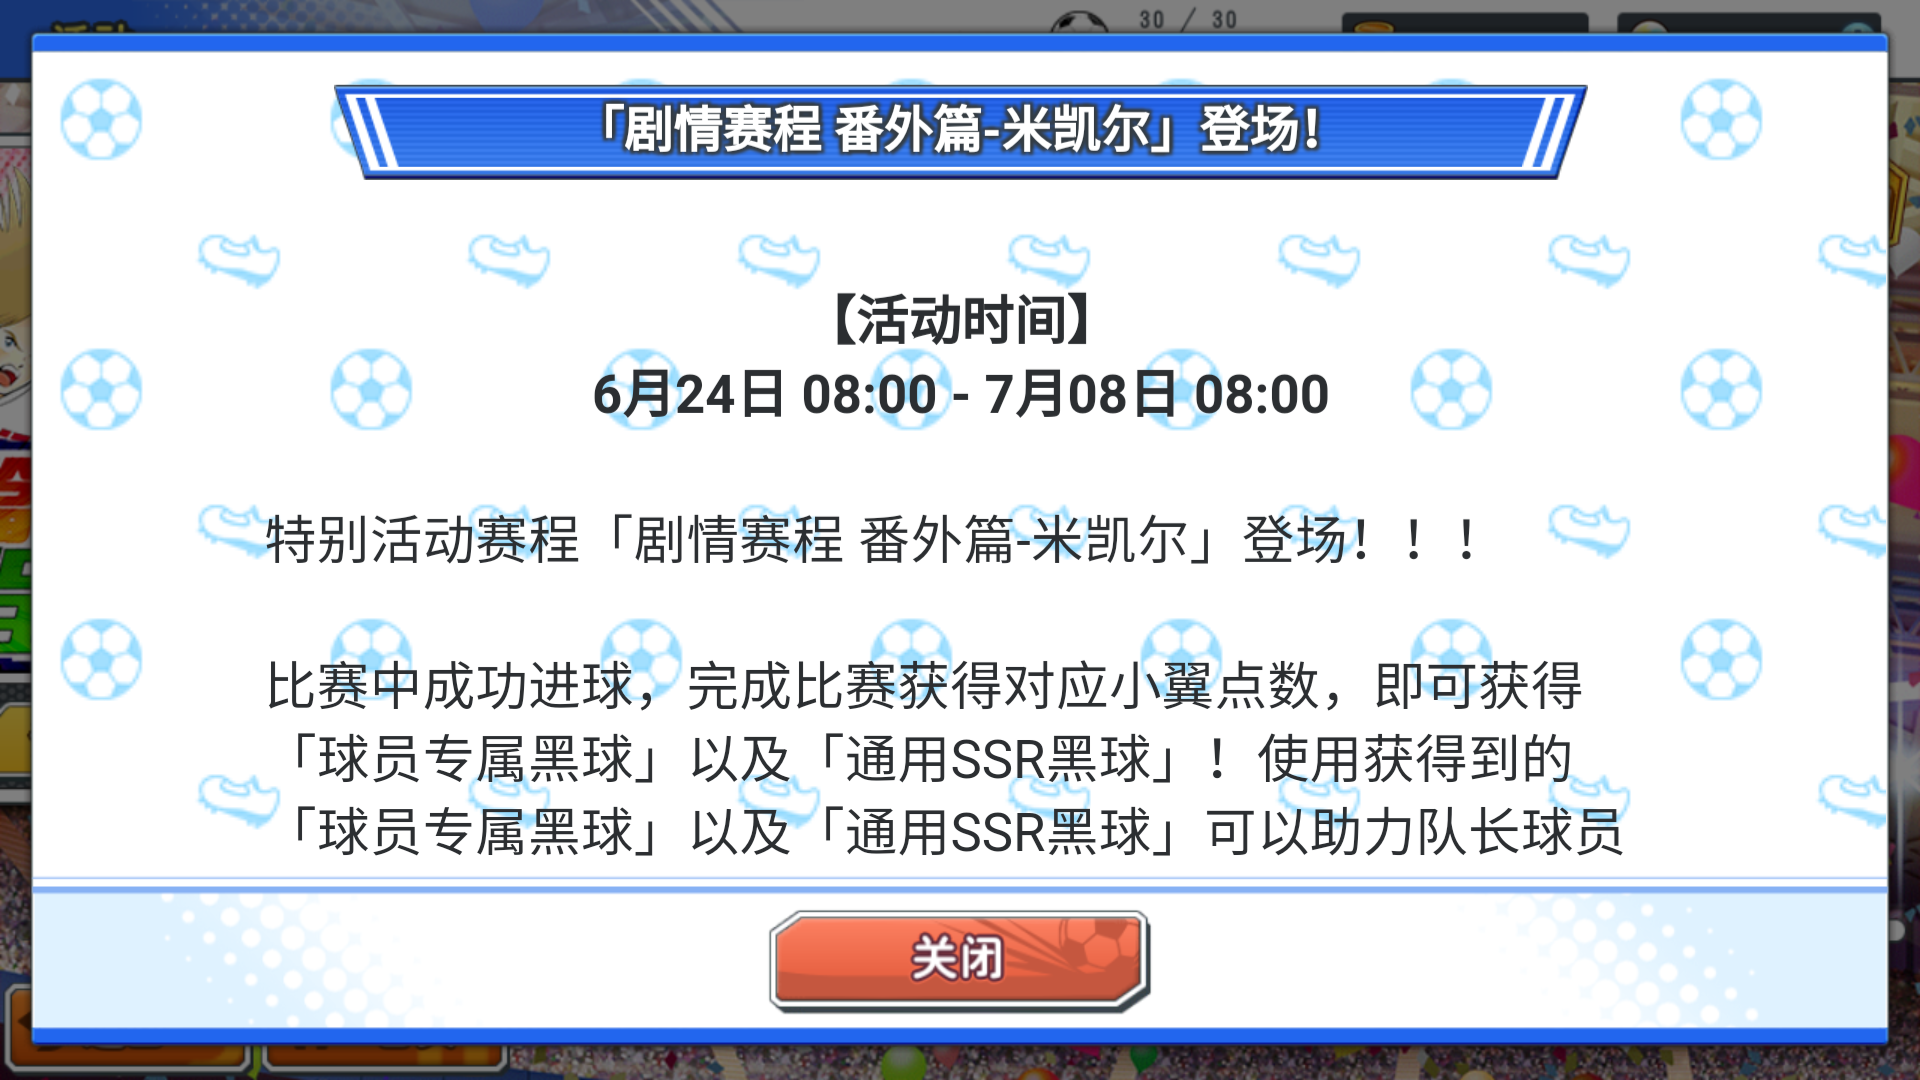 30 / 30
「剧情赛程 番外篇-米凯尔」登场！
【活动时间】
6月24日 08:00 - 7月08日 08:00
特别活动赛程「剧情赛程 番外篇-米凯尔」登场！！！
比赛中成功进球，完成比赛获得对应小翼点数，即可获得
「球员专属黑球」以及「通用SSR黑球」！使用获得到的
「球员专属黑球」以及「通用SSR黑球」可以助力队长球员
关闭